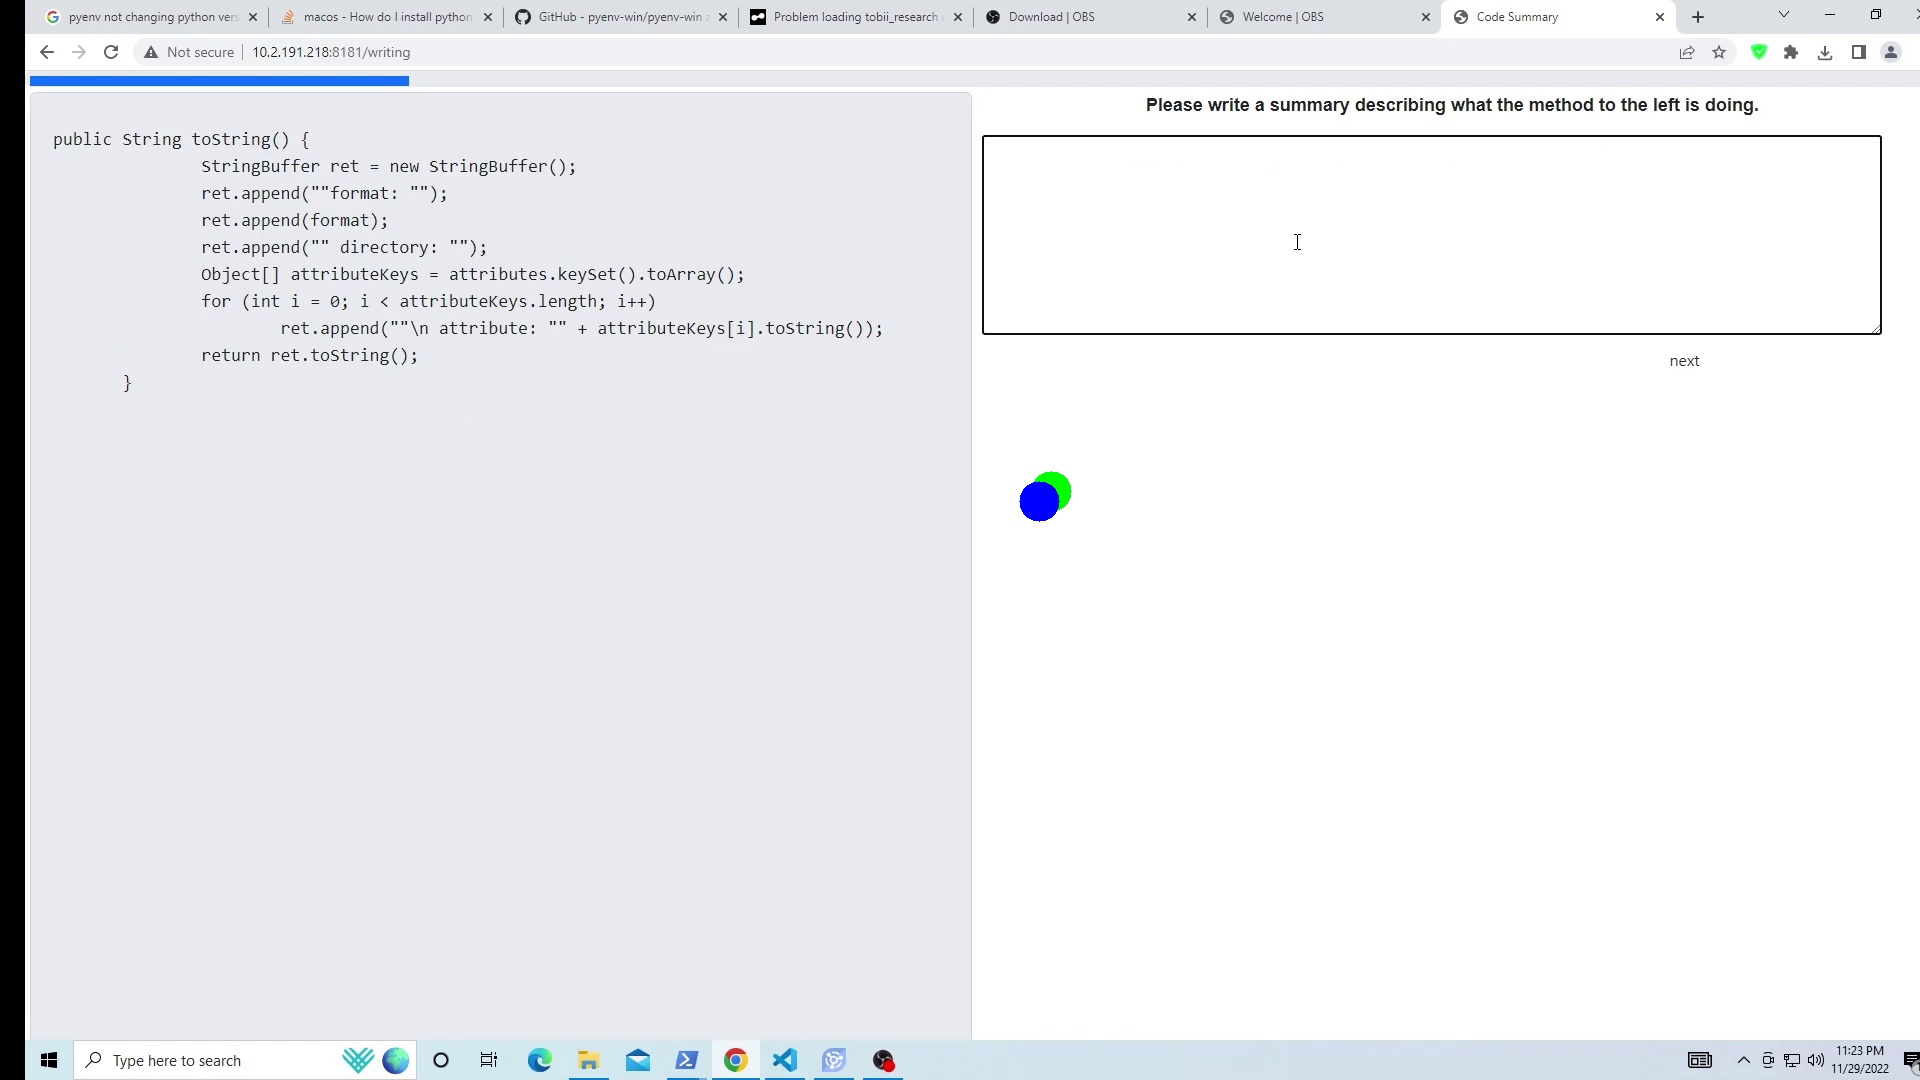 pyenv not changing python vers
macos - How do I install python
GitHub - pyenv-win/pyenv-win
Problem loading tobii_research
Download | OBS
Welcome | OBS
Code Summary
Not secure
10.2.191.218:8181/writing
public String toString() {
StringBuffer ret = new StringBuffer();
ret.append(""format: "");
ret.append(format);
ret.append("" directory: "");
Object[] attributeKeys = attributes.keySet().toArray();
for (int i = 0; i < attributeKeys.length; i++)
ret.append(""\n attribute: "" + attributeKeys[i].toString());
return ret.toString();
}
Please write a summary describing what the method to the left is doing.
next
Type here to search
11:23 PM
11/29/2022